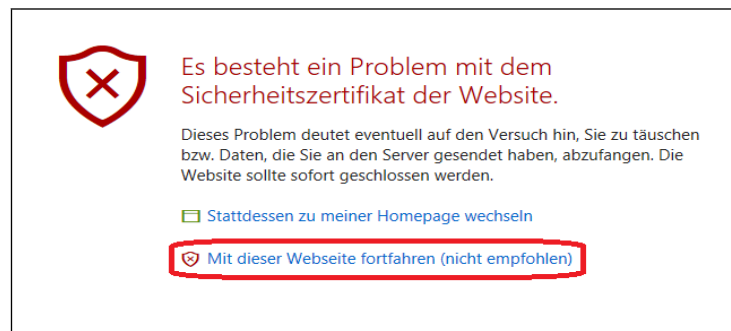 Es besteht ein Problem mit dem
Sicherheitszertifikat der Website.
Dieses Problem deutet eventuell auf den Versuch hin, Sie zu täuschen
bzw. Daten, die Sie an den Server gesendet haben, abzufangen. Die
Website sollte sofort geschlossen werden.
Stattdessen zu meiner Homepage wechseln
Mit dieser Webseite fortfahren (nicht empfohlen)